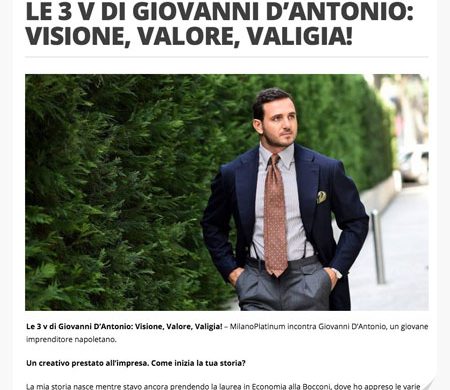 LE 3 V DI GIOVANNI D’ANTONIO:
VISIONE, VALORE, VALIGIA!
Le 3 v di Giovanni D’Antonio: Visione, Valore, Valigia! – MilanoPlatinum incontra Giovanni D’Antonio, un giovane
imprenditore napoletano.
Un creativo prestato all’impresa. Come inizia la tua storia?
La mia storia nasce mentre stavo ancora prendendo la laurea in Economia alla Bocconi, dove ho appreso le varie